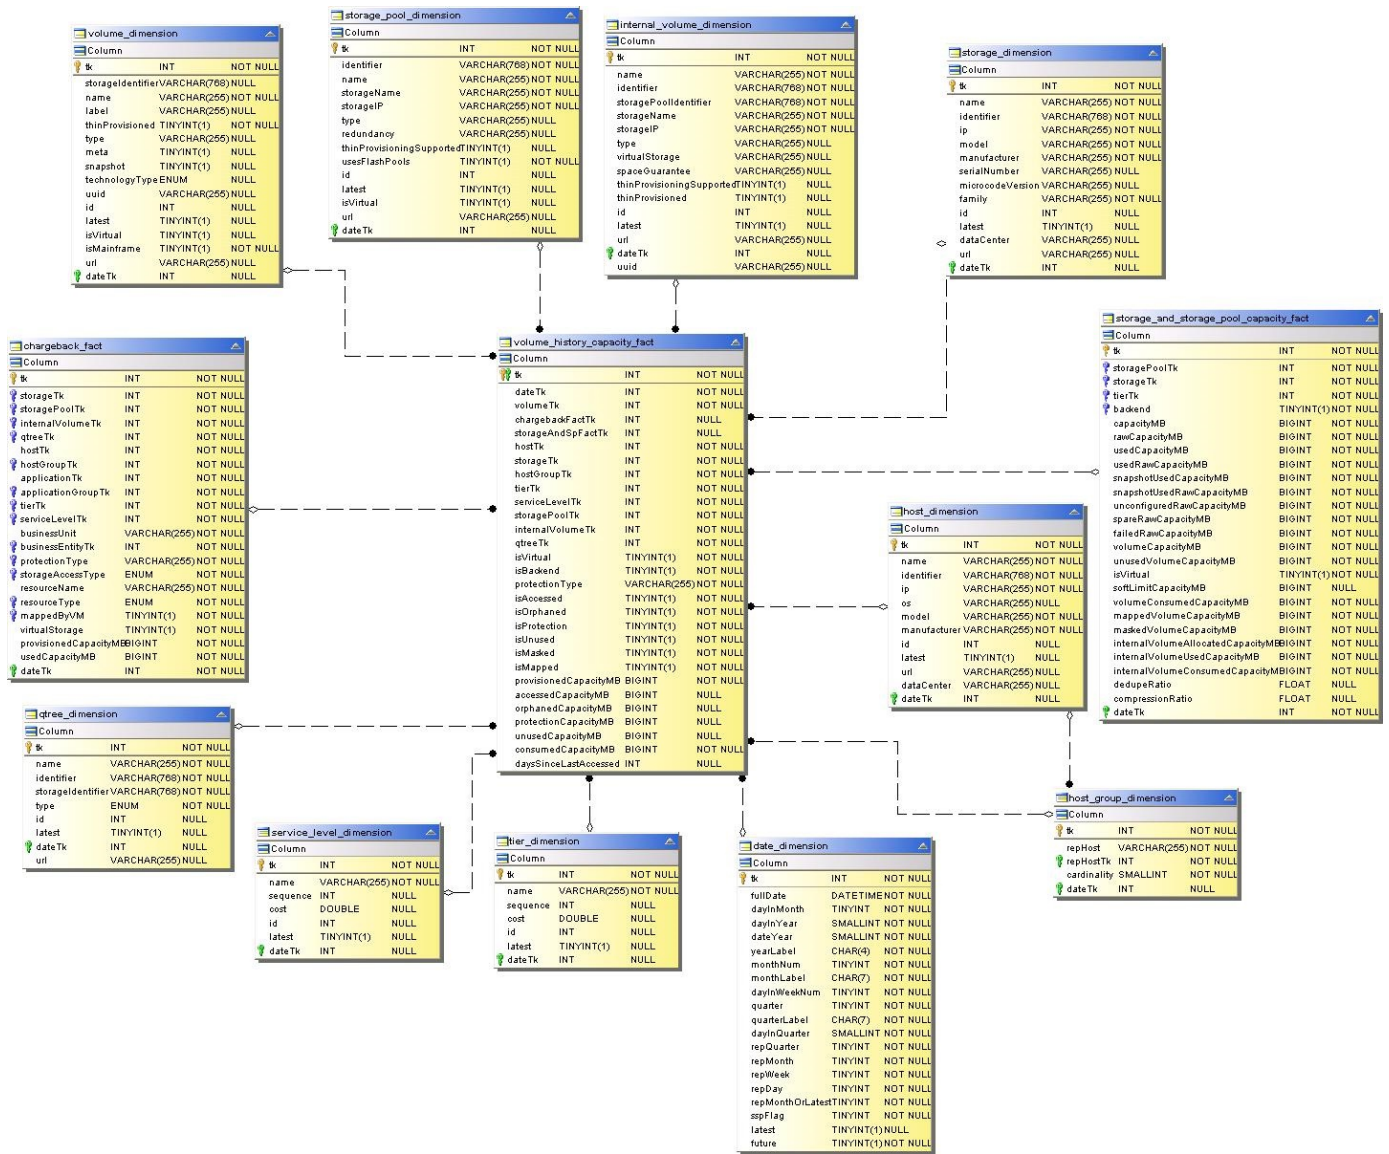 volume_dimension
Column
tk INT NOT NULL
storageIdentifier VARCHAR(768) NULL
name VARCHAR(255) NOT NULL
label VARCHAR(255) NULL
thinProvisioned TINYINT(1) NOT NULL
type VARCHAR(255) NULL
meta TINYINT(1) NULL
snapshot TINYINT(1) NULL
technologyType ENUM NULL
uuid VARCHAR(255) NULL
id INT NULL
latest TINYINT(1) NULL
isVirtual TINYINT(1) NULL
isMainframe TINYINT(1) NOT NULL
url VARCHAR(255) NULL
dateTk INT NULL
storage_pool_dimension
Column
tk INT NOT NULL
identifier VARCHAR(768) NOT NULL
name VARCHAR(255) NOT NULL
storageName VARCHAR(255) NOT NULL
storageIP VARCHAR(255) NOT NULL
type VARCHAR(255) NULL
redundancy VARCHAR(255) NULL
thinProvisioningSupported TINYINT(1) NULL
usesFlashPools TINYINT(1) NOT NULL
id INT NULL
latest TINYINT(1) NULL
isVirtual TINYINT(1) NULL
url VARCHAR(255) NULL
dateTk INT NULL
internal_volume_dimension
Column
tk INT NOT NULL
name VARCHAR(255) NOT NULL
identifier VARCHAR(768) NOT NULL
storagePoolIdentifier VARCHAR(768) NOT NULL
storageName VARCHAR(255) NOT NULL
storageIP VARCHAR(255) NOT NULL
type VARCHAR(255) NULL
virtualStorage VARCHAR(255) NULL
spaceGuarantee VARCHAR(255) NULL
thinProvisioningSupported TINYINT(1) NULL
thinProvisioned TINYINT(1) NULL
id INT NULL
latest TINYINT(1) NULL
url VARCHAR(255) NULL
dateTk INT NULL
uuid VARCHAR(255) NULL
storage_dimension
Column
tk INT NOT NULL
name VARCHAR(255) NOT NULL
identifier VARCHAR(768) NOT NULL
ip VARCHAR(255) NOT NULL
model VARCHAR(255) NOT NULL
manufacturer VARCHAR(255) NOT NULL
serialNumber VARCHAR(255) NULL
microcodeVersion VARCHAR(255) NULL
family VARCHAR(255) NOT NULL
id INT NULL
latest TINYINT(1) NULL
dataCenter VARCHAR(255) NULL
url VARCHAR(255) NULL
dateTk INT NULL
chargeback_fact
Column
tk INT NOT NULL
storageTk INT NOT NULL
storagePoolTk INT NOT NULL
internalVolumeTk INT NOT NULL
qtreeTk INT NOT NULL
hostTk INT NOT NULL
hostGroupTk INT NOT NULL
applicationTk INT NOT NULL
applicationGroupTk INT NOT NULL
tierTk INT NOT NULL
serviceLevelTk INT NOT NULL
businessUnit VARCHAR(255) NOT NULL
businessEntityTk INT NOT NULL
protectionType VARCHAR(255) NOT NULL
storageAccessType ENUM NOT NULL
resourceName VARCHAR(255) NOT NULL
resourceType ENUM NOT NULL
mappedByVM TINYINT(1) NOT NULL
virtualStorage TINYINT(1) NOT NULL
provisionedCapacityMB BIGINT NOT NULL
usedCapacityMB BIGINT NOT NULL
dateTk INT NOT NULL
volume_history_capacity_fact
Column
tk INT NOT NULL
dateTk INT NOT NULL
volumeTk INT NOT NULL
chargebackFactTk INT NULL
storageAndSpFactTk INT NULL
hostTk INT NOT NULL
storageTk INT NOT NULL
hostGroupTk INT NOT NULL
tierTk INT NOT NULL
serviceLevelTk INT NOT NULL
storagePoolTk INT NOT NULL
internalVolumeTk INT NOT NULL
qtreeTk INT NOT NULL
isVirtual TINYINT(1) NOT NULL
isBackend TINYINT(1) NOT NULL
protectionType VARCHAR(255) NOT NULL
isAccessed TINYINT(1) NOT NULL
isOrphaned TINYINT(1) NOT NULL
isProtection TINYINT(1) NOT NULL
isUnused TINYINT(1) NOT NULL
isMasked TINYINT(1) NOT NULL
isMapped TINYINT(1) NOT NULL
provisionedCapacityMB BIGINT NOT NULL
accessedCapacityMB BIGINT NULL
orphanedCapacityMB BIGINT NULL
protectionCapacityMB BIGINT NULL
unusedCapacityMB BIGINT NULL
consumedCapacityMB BIGINT NOT NULL
daysSinceLastAccessed INT NULL
storage_and_storage_pool_capacity_fact
Column
tk INT NOT NULL
storagePoolTk INT NOT NULL
storageTk INT NOT NULL
tierTk INT NOT NULL
backend TINYINT(1) NOT NULL
capacityMB BIGINT NOT NULL
rawCapacityMB BIGINT NOT NULL
usedCapacityMB BIGINT NOT NULL
usedRawCapacityMB BIGINT NOT NULL
snapshotUsedCapacityMB BIGINT NOT NULL
snapshotUsedRawCapacityMB BIGINT NOT NULL
unconfiguredRawCapacityMB BIGINT NOT NULL
spareRawCapacityMB BIGINT NOT NULL
failedRawCapacityMB BIGINT NOT NULL
volumeCapacityMB BIGINT NOT NULL
unusedVolumeCapacityMB BIGINT NOT NULL
isVirtual TINYINT(1) NOT NULL
softLimitCapacityMB BIGINT NULL
volumeConsumedCapacityMB BIGINT NOT NULL
mappedVolumeCapacityMB BIGINT NOT NULL
maskedVolumeCapacityMB BIGINT NOT NULL
internalVolumeAllocatedCapacityMB BIGINT NOT NULL
internalVolumeUsedCapacityMB BIGINT NOT NULL
internalVolumeConsumedCapacityMB BIGINT NOT NULL
dedupeRatio FLOAT NULL
compressionRatio FLOAT NULL
dateTk INT NOT NULL
host_dimension
Column
tk INT NOT NULL
name VARCHAR(255) NOT NULL
identifier VARCHAR(768) NOT NULL
ip VARCHAR(255) NOT NULL
os VARCHAR(255) NULL
model VARCHAR(255) NOT NULL
manufacturer VARCHAR(255) NOT NULL
id INT NULL
latest TINYINT(1) NULL
url VARCHAR(255) NULL
dataCenter VARCHAR(255) NULL
dateTk INT NULL
qtree_dimension
Column
tk INT NOT NULL
name VARCHAR(255) NOT NULL
identifier VARCHAR(768) NOT NULL
storageIdentifier VARCHAR(768) NOT NULL
type ENUM NOT NULL
id INT NULL
latest TINYINT(1) NULL
dateTk INT NULL
url VARCHAR(255) NULL
service_level_dimension
Column
tk INT NOT NULL
name VARCHAR(255) NOT NULL
sequence INT NULL
cost DOUBLE NULL
id INT NULL
latest TINYINT(1) NULL
dateTk INT NULL
tier_dimension
Column
tk INT NOT NULL
name VARCHAR(255) NOT NULL
sequence INT NULL
cost DOUBLE NULL
id INT NULL
latest TINYINT(1) NULL
dateTk INT NULL
date_dimension
Column
tk INT NOT NULL
fullDate DATETIME NOT NULL
dayInMonth TINYINT NOT NULL
dayInYear SMALLINT NOT NULL
dateYear SMALLINT NOT NULL
yearLabel CHAR(4) NOT NULL
monthNum TINYINT NOT NULL
monthLabel CHAR(7) NOT NULL
dayInWeekNum TINYINT NOT NULL
quarter TINYINT NOT NULL
quarterLabel CHAR(7) NOT NULL
dayInQuarter SMALLINT NOT NULL
repQuarter TINYINT NOT NULL
repMonth TINYINT NOT NULL
repWeek TINYINT NOT NULL
repDay TINYINT NOT NULL
repMonthOrLatest TINYINT NOT NULL
sspFlag TINYINT NOT NULL
latest TINYINT(1) NULL
future TINYINT(1) NOT NULL
host_group_dimension
Column
tk INT NOT NULL
repHost VARCHAR(255) NOT NULL
repHostTk INT NOT NULL
cardinality SMALLINT NOT NULL
dateTk INT NULL